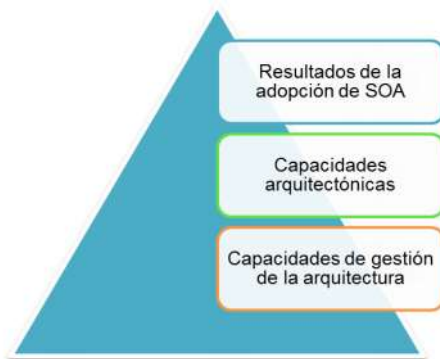 Resultados de la
adopción de SOA
Capacidades
arquitectónicas
Capacidades de gestión
de la arquitectura